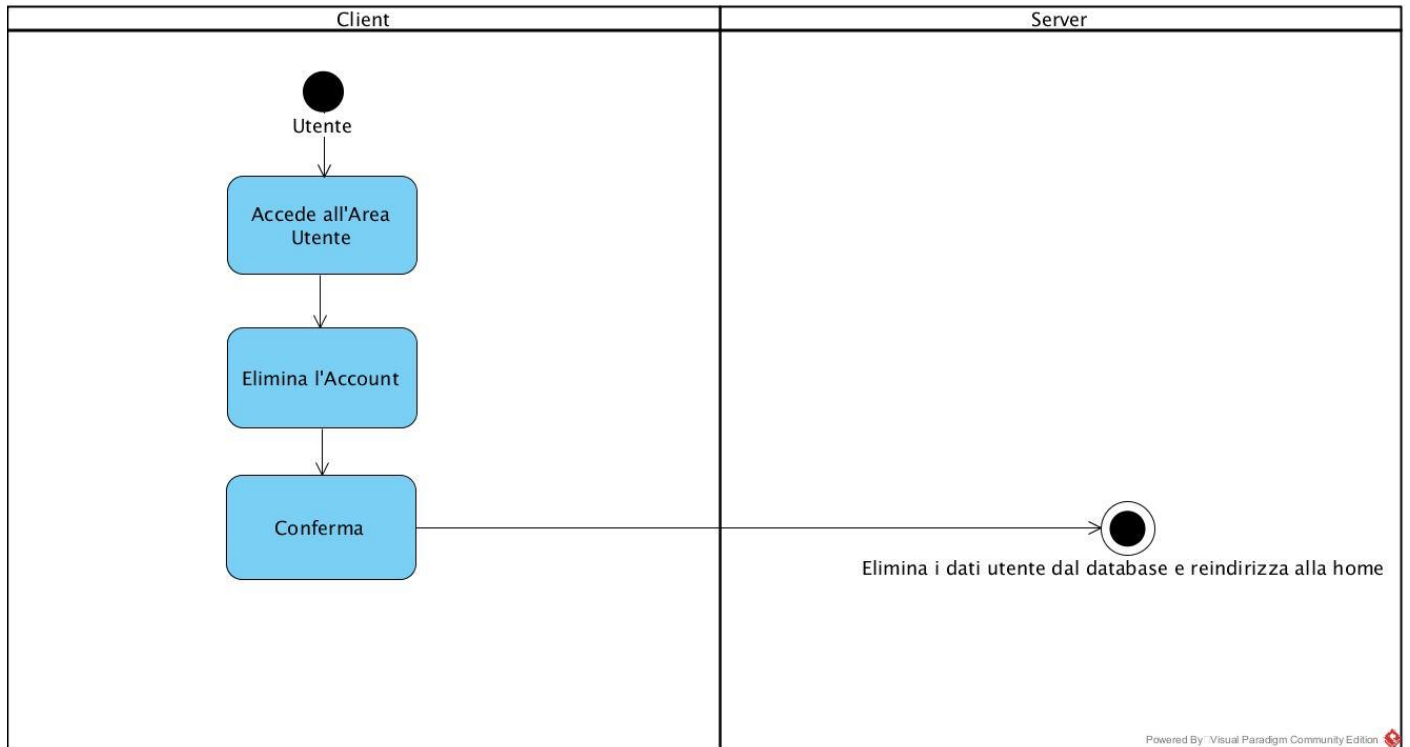 Client
Server
Utente
Accede all'Area
Utente
Elimina l'Account
Conferma
Elimina i dati utente dal database e reindirizza alla home
Powered By Visual Paradigm Community Edition